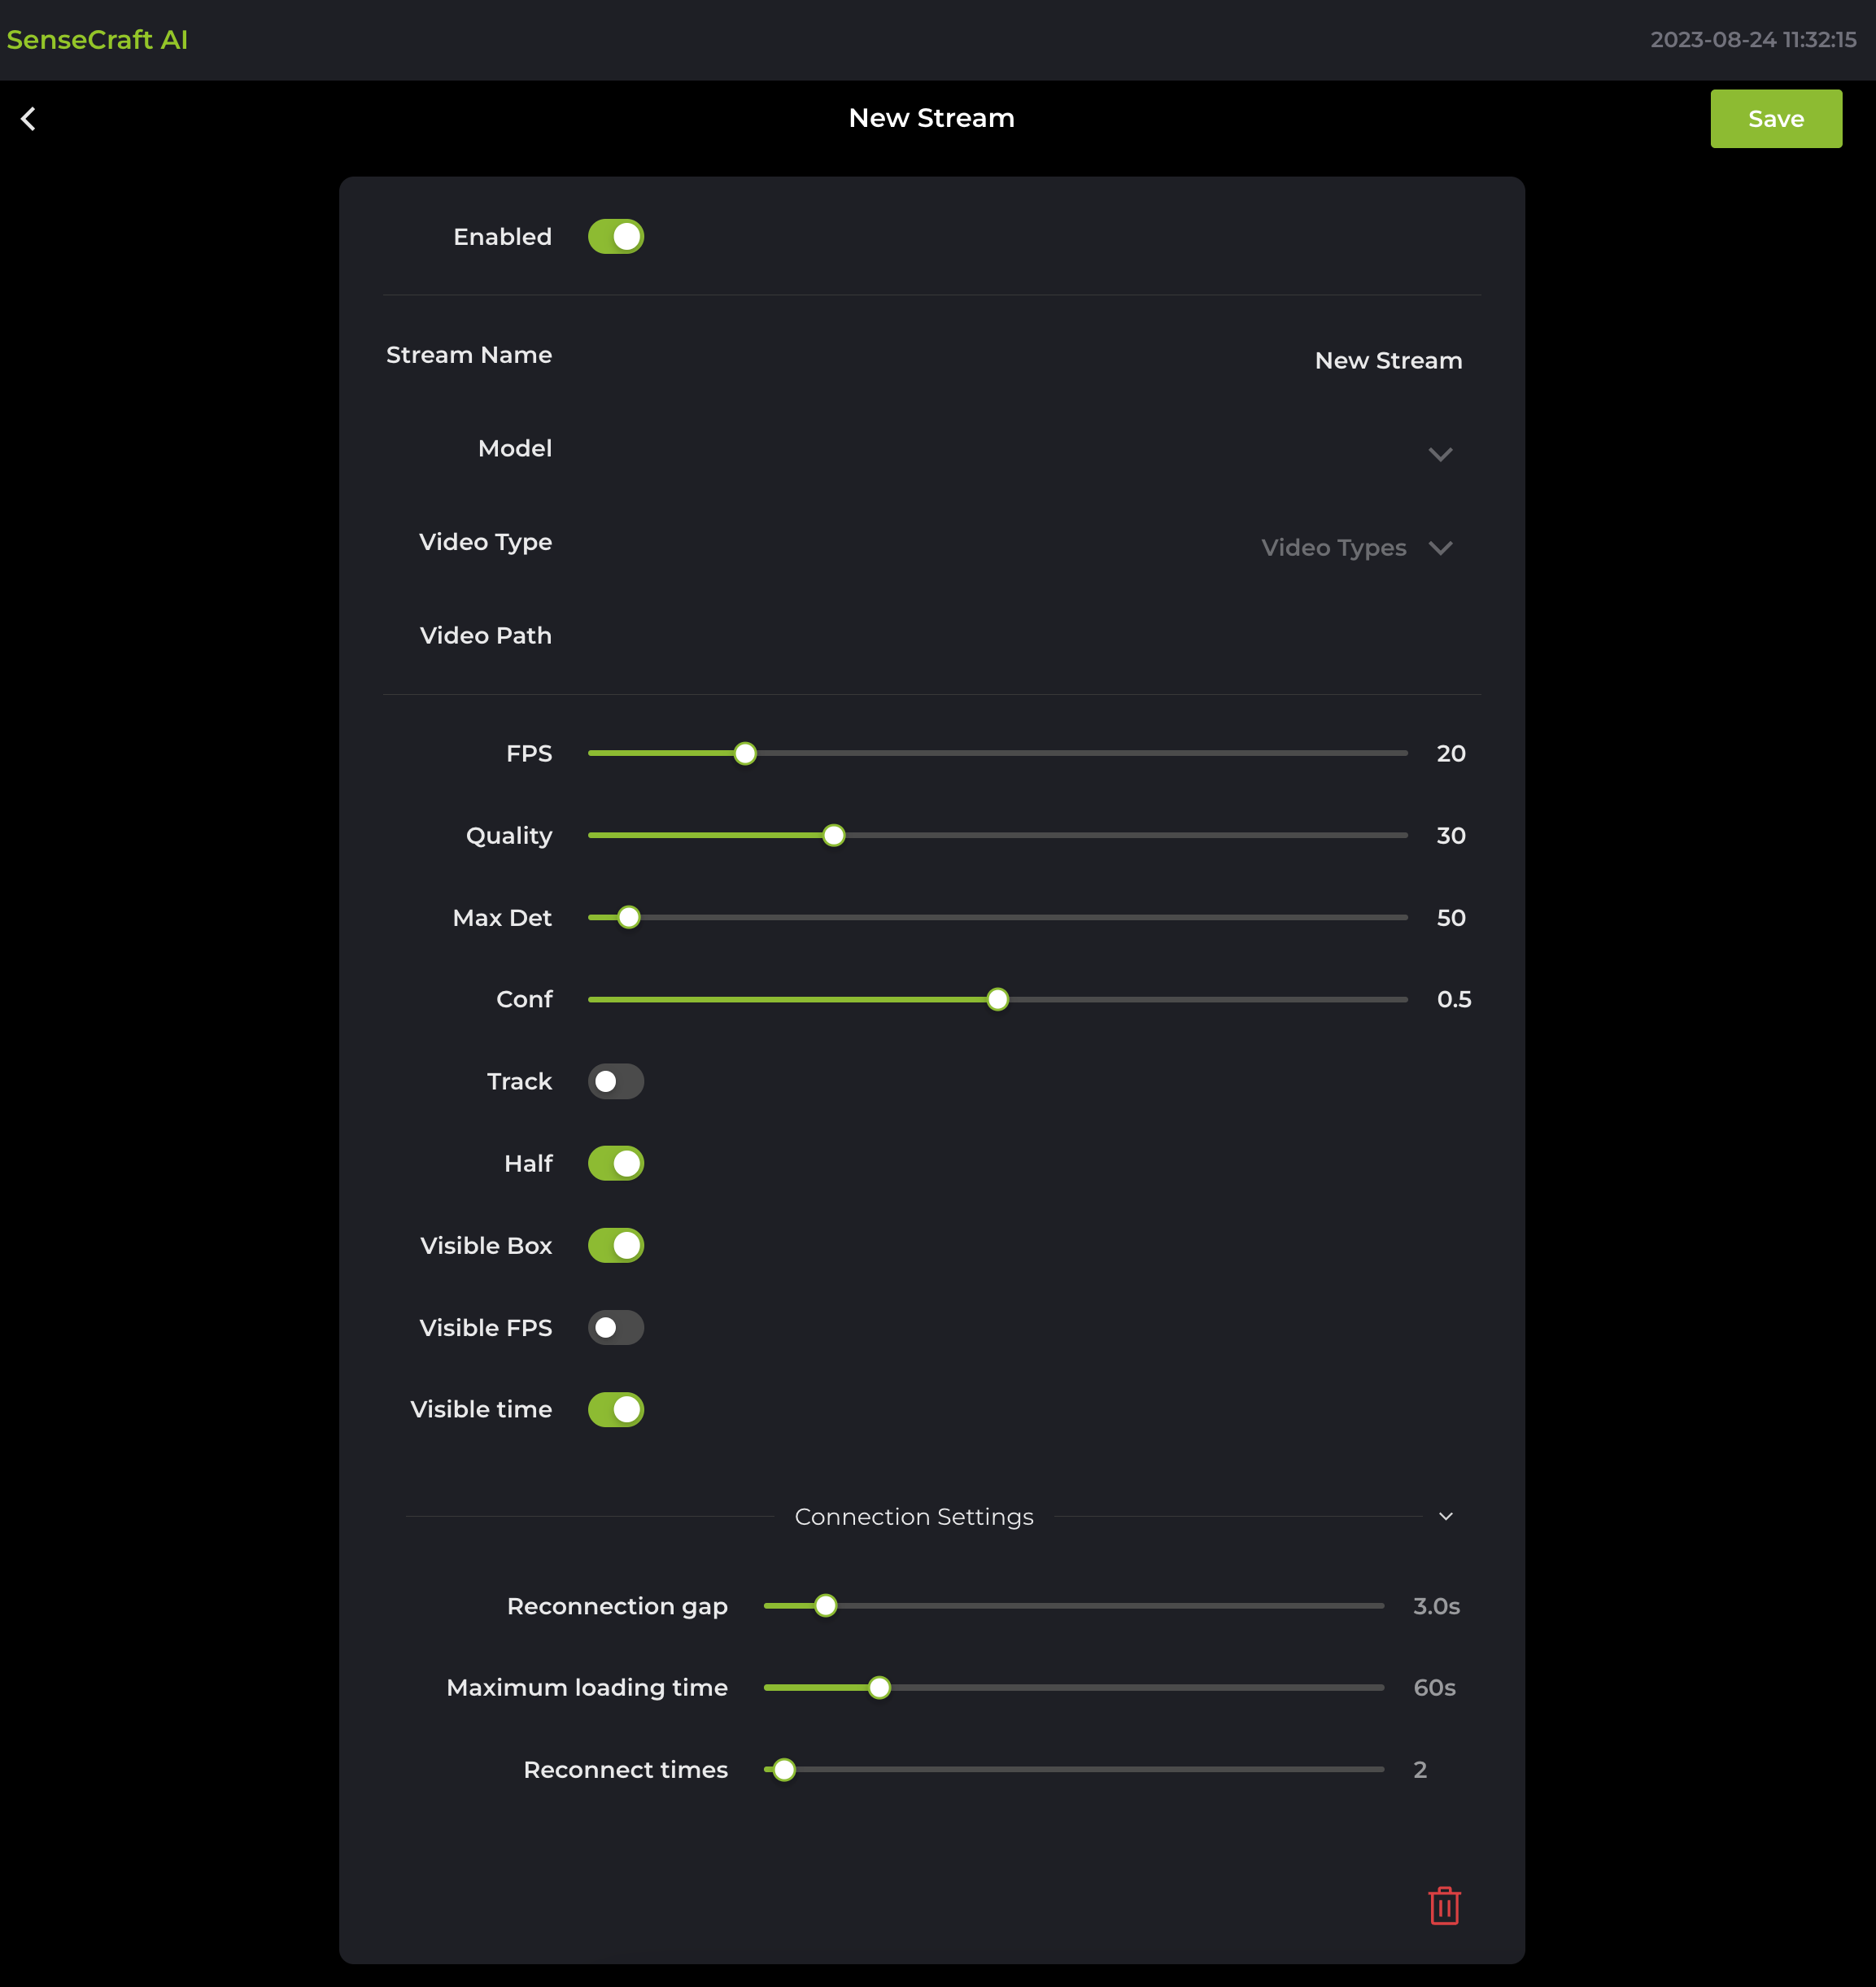 SenseCraft AI
2023-08-24 11:32:15
New Stream
Save
Enabled
Stream Name
New Stream
Model
Video Type
Video Types
Video Path
FPS
20
Quality
30
Max Det
50
Conf
0.5
Track
Half
Visible Box
Visible FPS
Visible time
Connection Settings
Reconnection gap
3.0s
Maximum loading time
60s
Reconnect times
2